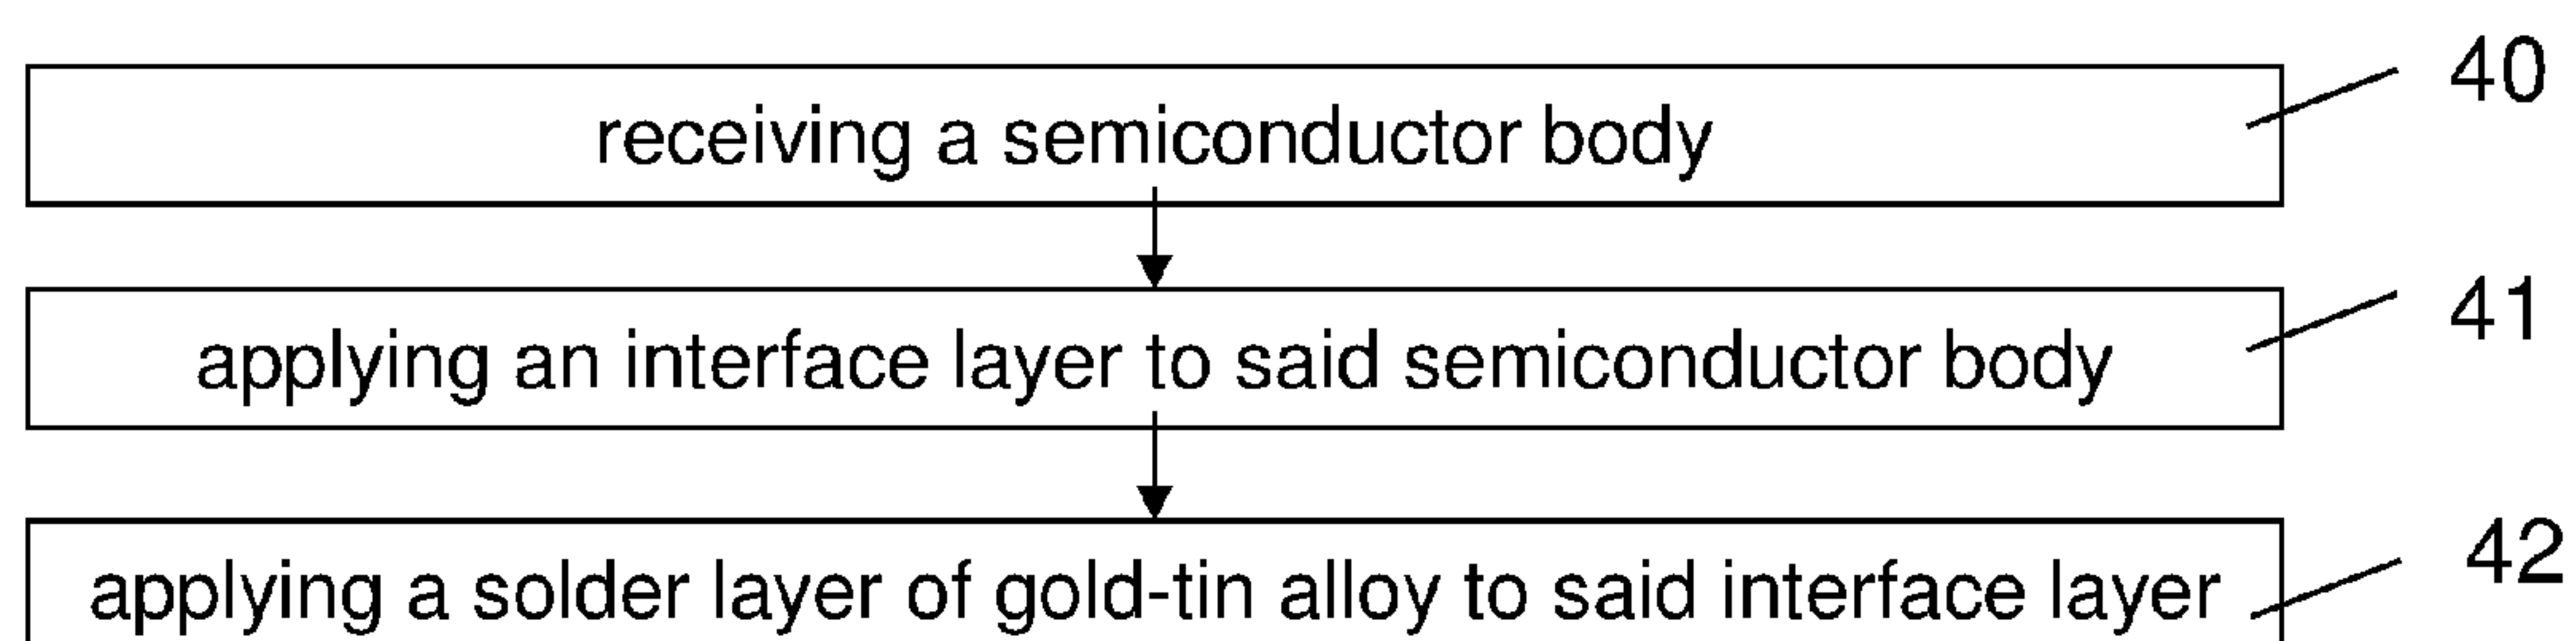 receiving a semiconductor body 40
applying an interface layer to said semiconductor body 41
applying a solder layer of gold-tin alloy to said interface layer 42